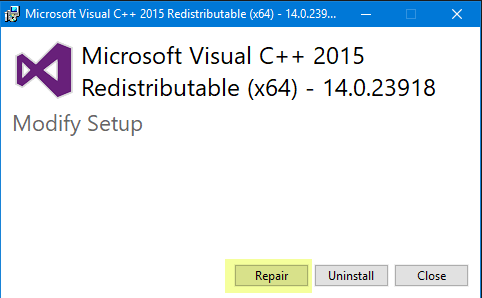 Microsoft Visual C++ 2015 Redistributable (x64) - 14.0.239...
Microsoft Visual C++ 2015
Redistributable (x64) - 14.0.23918
Modify Setup
Repair
Uninstall
Close